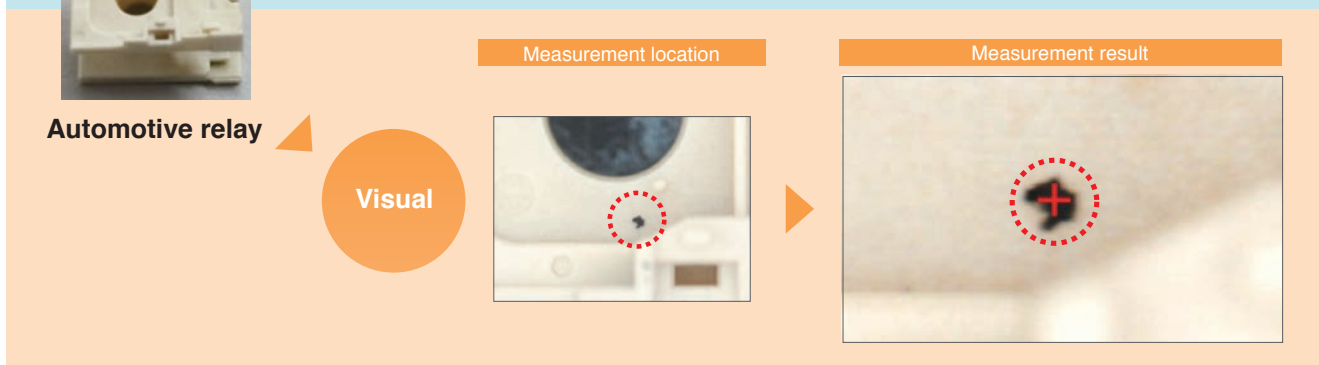 Measurement location
Measurement result
Automotive relay
Visual